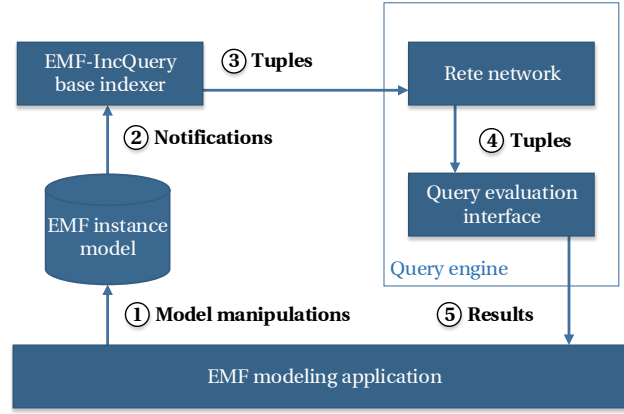 EMF-IncQuery
base indexer
③ Tuples
Rete network
② Notifications
④ Tuples
EMF instance
model
Query evaluation
interface
Query engine
① Model manipulations
⑤ Results
EMF modeling application